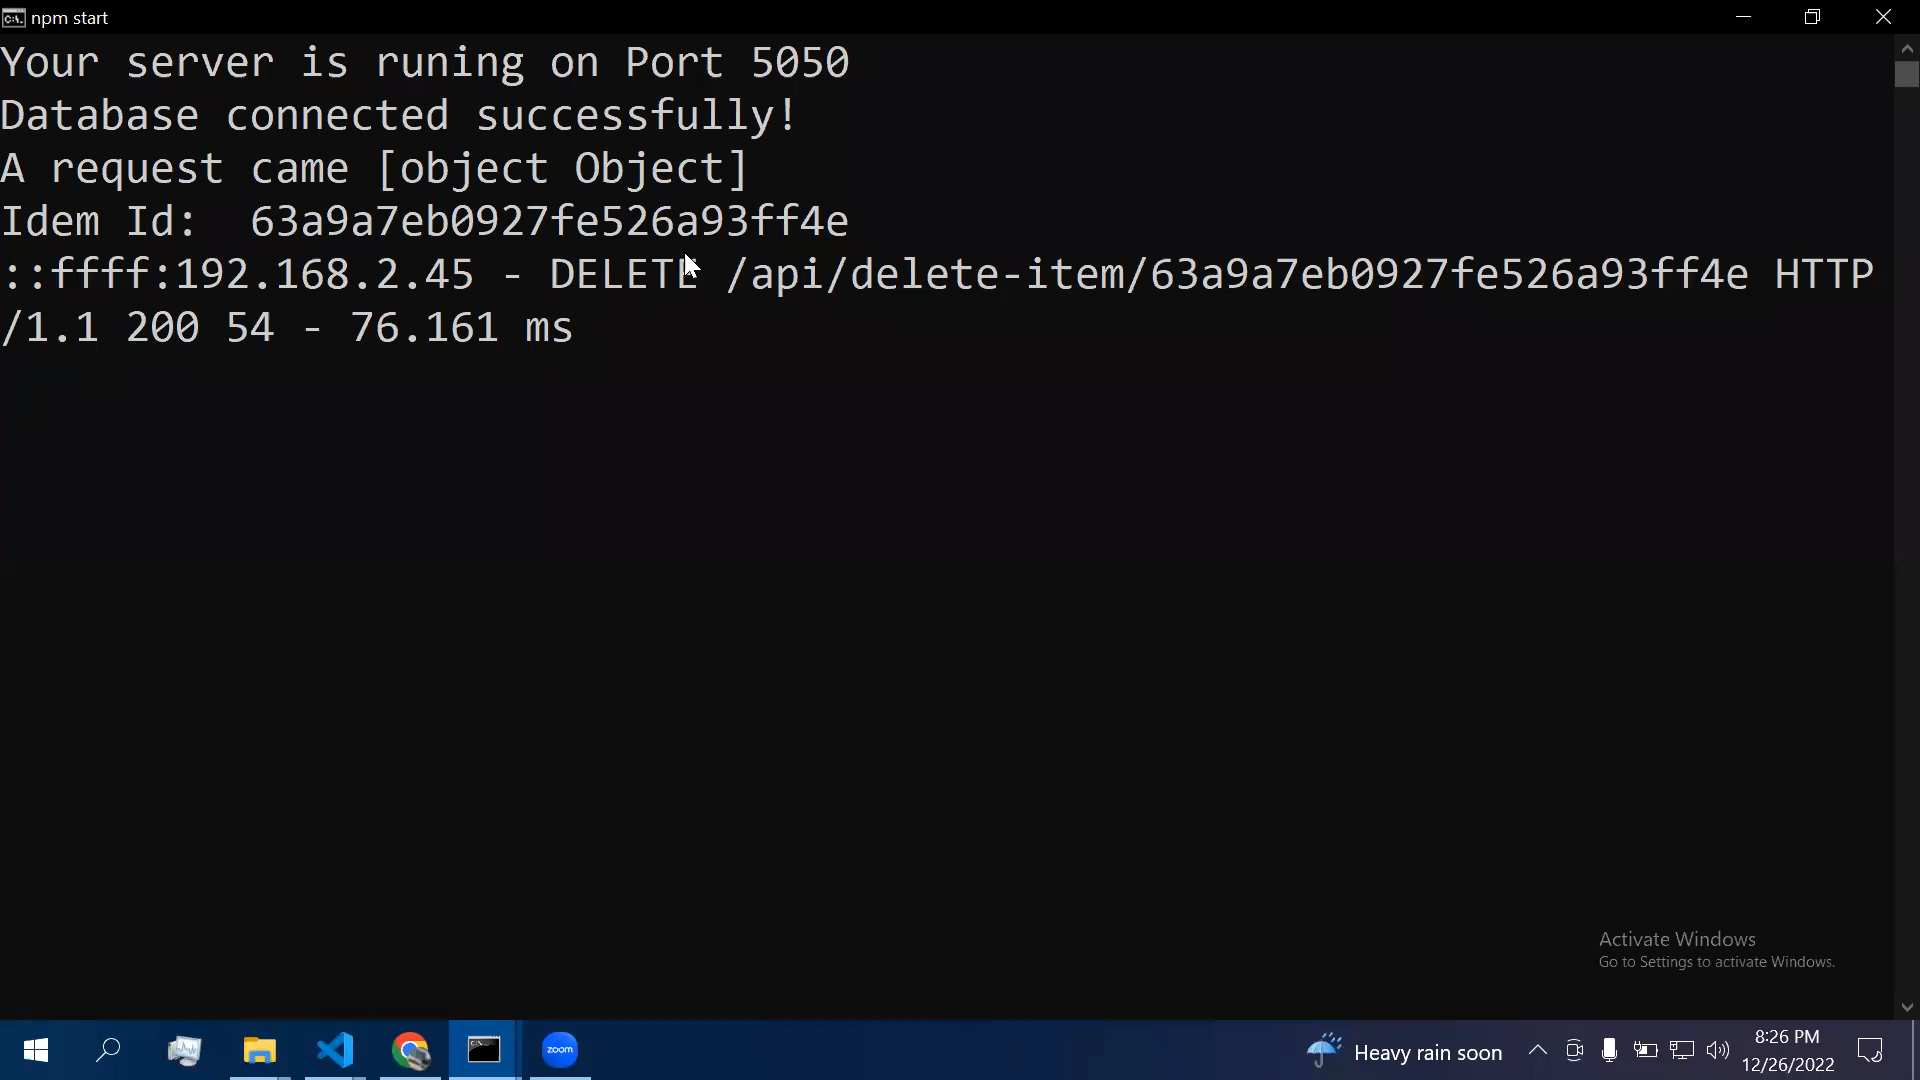 npm start
Your server is runing on Port 5050
Database connected successfully!
A request came [object Object]
Idem Id:  63a9a7eb0927fe526a93ff4e
::ffff:192.168.2.45 - DELETE /api/delete-item/63a9a7eb0927fe526a93ff4e HTTP
/1.1 200 54 - 76.161 ms
Activate Windows
Go to Settings to activate Windows.
zoom
Heavy rain soon
8:26 PM
12/26/2022